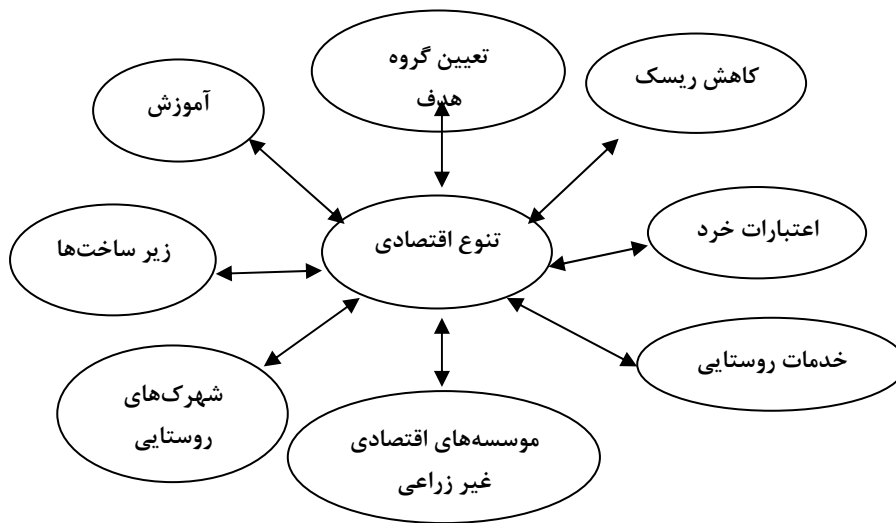 تعیین گروه
هدف
کاهش ریسک
آموزش
اعتبارات خرد
تنوع اقتصادی
زیر ساخت‌ها
خدمات روستایی
شهرک‌های
روستایی
موسسه‌های اقتصادی
غیر زراعی